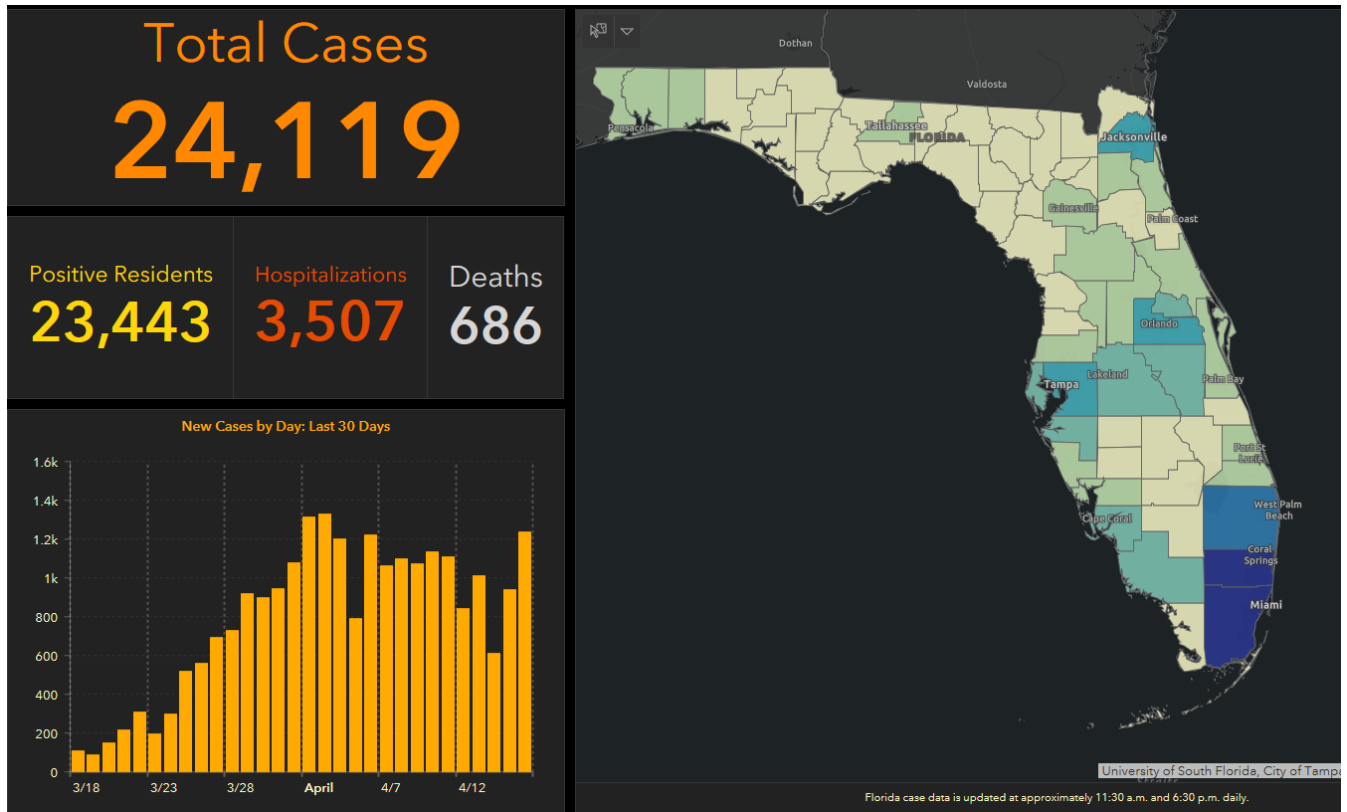 Total Cases
24,119
Positive Residents
23,443
Hospitalizations
3,507
Deaths
686
New Cases by Day: Last 30 Days
1.6k
1.4k
1.2k
1k
800
600
400
200
0
3/18
3/23
3/28
April
4/7
4/12
Dothan
Valdosta
Pensacola
Tallahassee
FLORIDA
Jacksonville
Gainesville
Palm Coast
Orlando
Tampa
Lakeland
Palm Bay
Port St
Lucie
Cape Coral
West Palm
Beach
Coral
Springs
Miami
University of South Florida, City of Tampa
Florida case data is updated at approximately 11:30 a.m. and 6:30 p.m. daily.